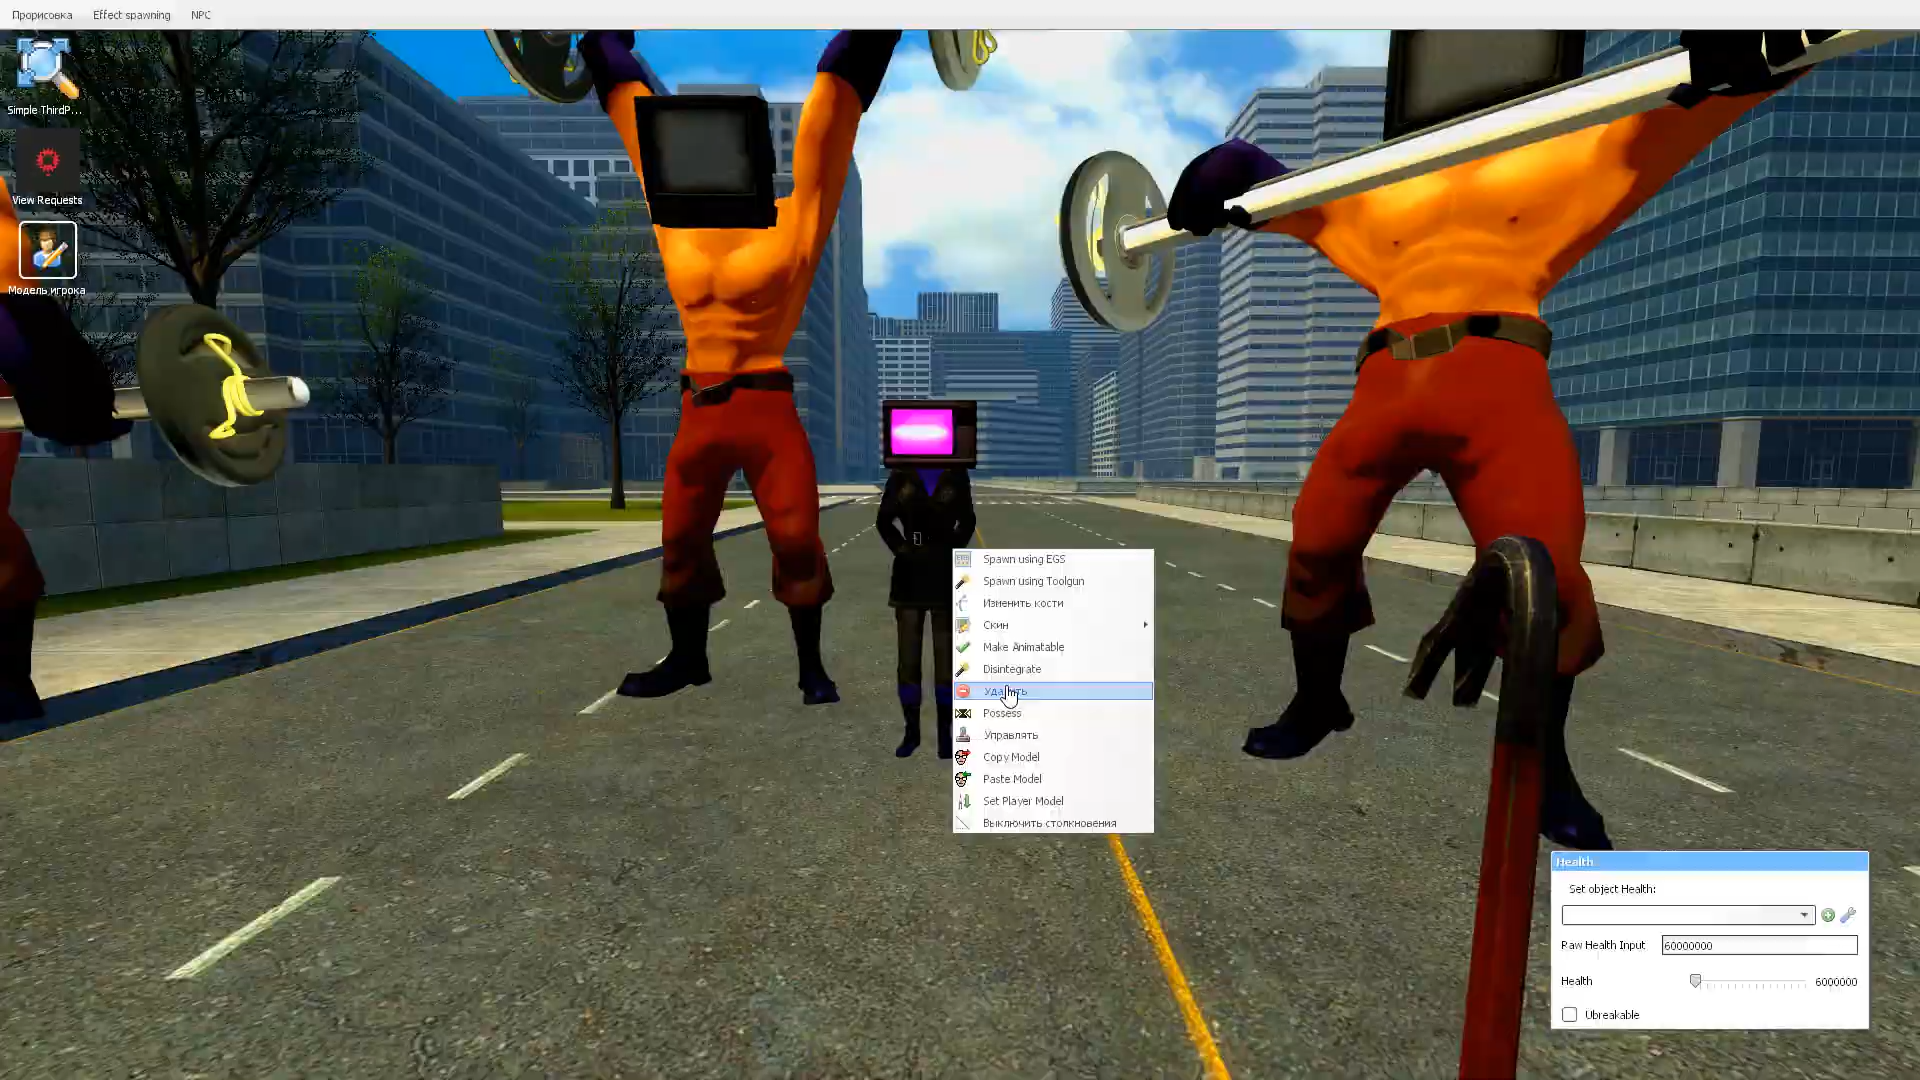 Прорисовка
Effect spawning
NPC
Simple ThirdP...
View Requests
Модель игрока
Spawn using EGS
Spawn using Toolgun
Изменить кости
Скин
Make Animatable
Disintegrate
Удалить
Possess
Управлять
Copy Model
Paste Model
Set Player Model
Выключить столкновения
Health
Set object Health:
Raw Health Input
60000000
Health
6000000
Ubreakable